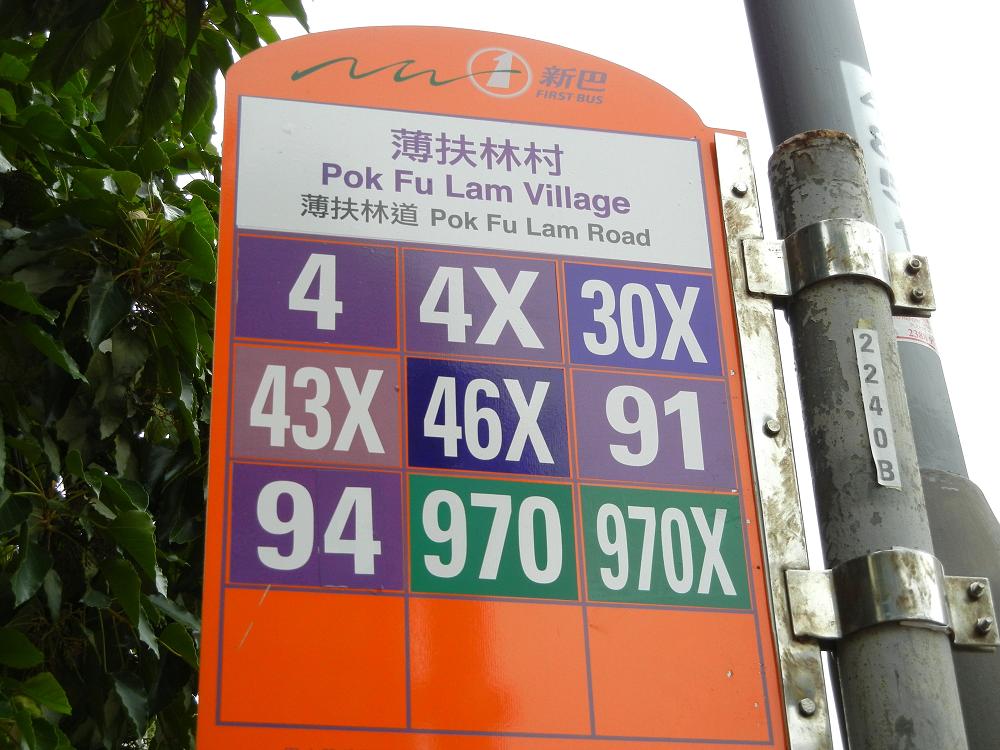 1 新巴
FIRST BUS
薄扶林村
Pok Fu Lam Village
薄扶林道 Pok Fu Lam Road
4 4X 30X
43X 46X 91
94 970 970X
2240B